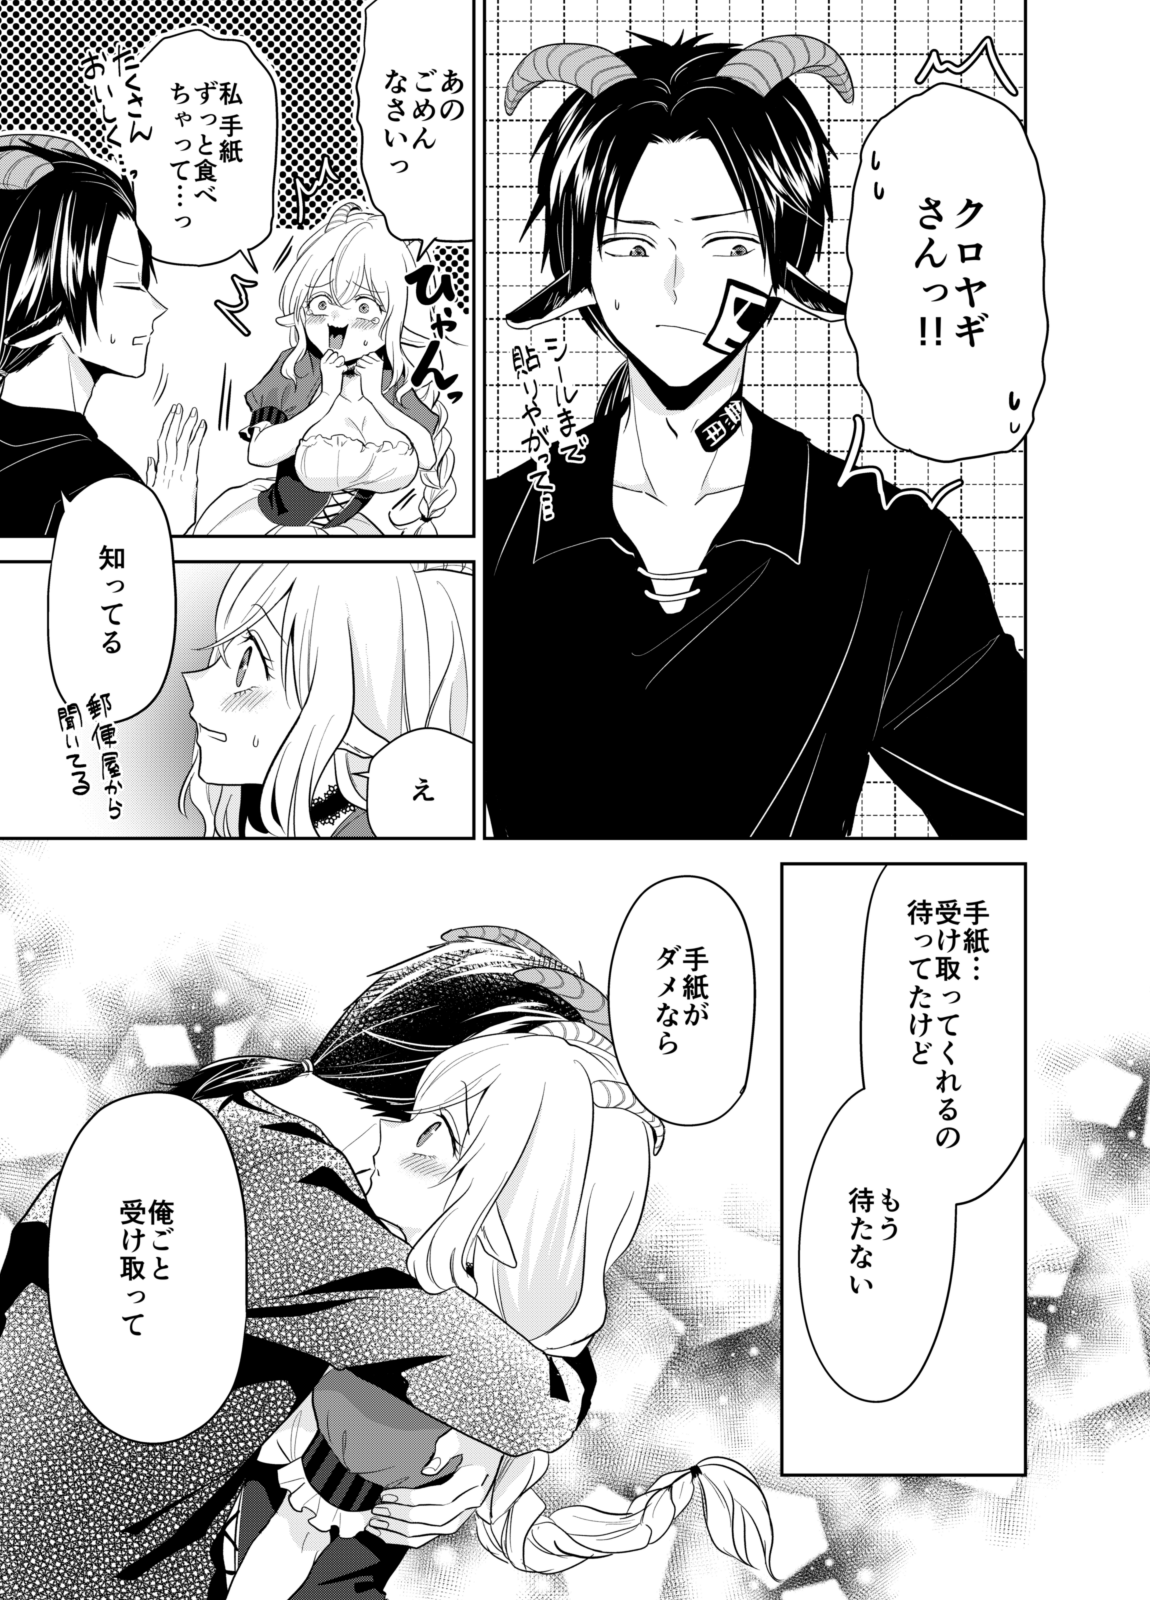 クロヤギ
さんっ!!
シールまで
貼りやがって…
あの
ごめん
なさいっ
ひゃんっ
私 手紙
ずっと食べ
ちゃって…っ
たくさん
おいしく…
知ってる
郵便屋から
聞いてる
え
手紙…
受け取ってくれるの
待ってたけど
もう
待たない
手紙が
ダメなら
俺ごと
受け取って